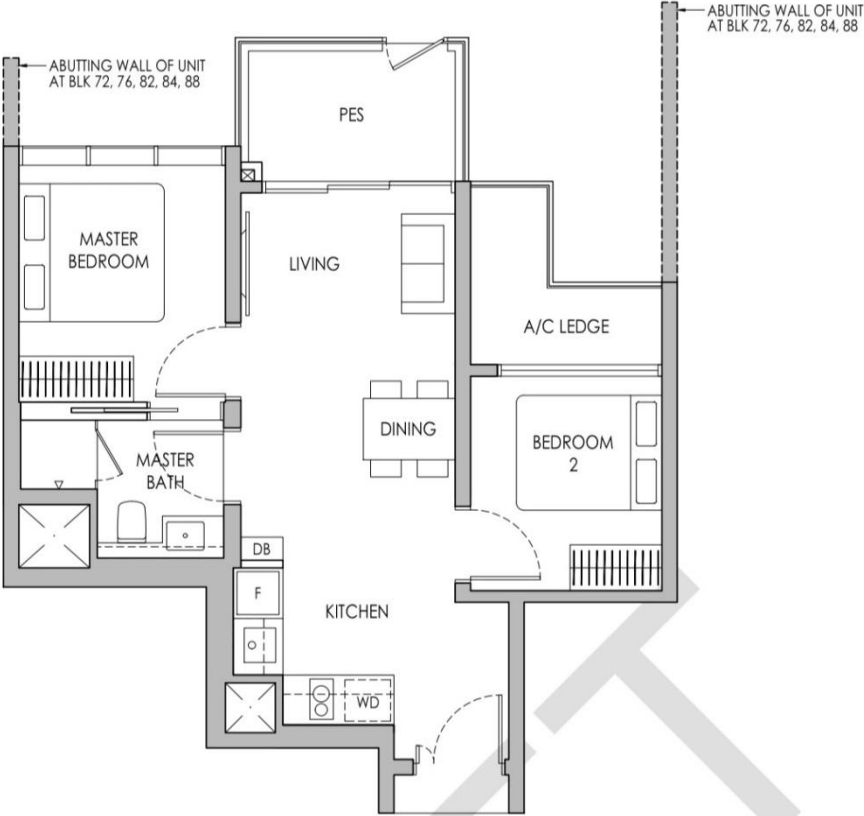 ABUTTING WALL OF UNIT
AT BLK 72, 76, 82, 84, 88
ABUTTING WALL OF UNIT
AT BLK 72, 76, 82, 84, 88
PES
MASTER
BEDROOM
LIVING
A/C LEDGE
DINING
BEDROOM
2
MASTER
BATH
DB
F
KITCHEN
WD